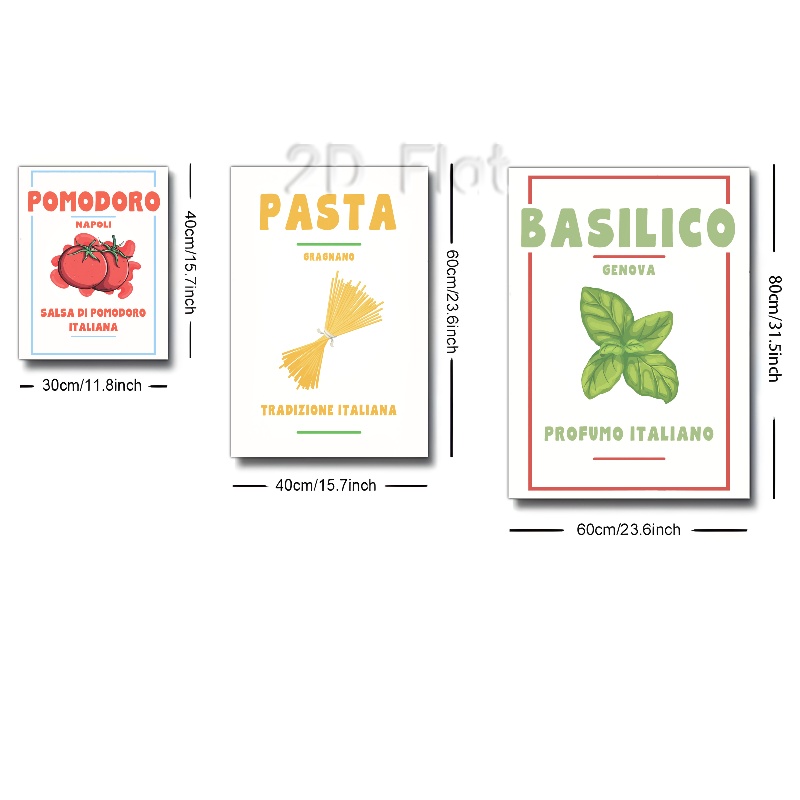 2D Flat
POMODORO
NAPOLI
SALSA DI POMODORO
ITALIANA
40cm/15.7inch
30cm/11.8inch
PASTA
GRAGNANO
TRADIZIONE ITALIANA
60cm/23.6inch
40cm/15.7inch
BASILICO
GENOVA
PROFUMO ITALIANO
80cm/31.5inch
60cm/23.6inch